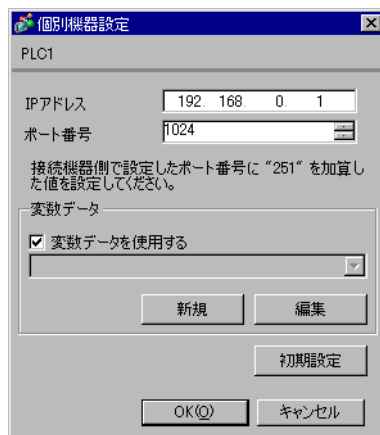 個別機器設定
PLC1
IPアドレス 192. 168. 0. 1
ポート番号 1024
接続機器側で設定したポート番号に "251" を加算し
た値を設定してください。
変数データ
変数データを使用する
新規 編集
初期設定
OK(O) キャンセル